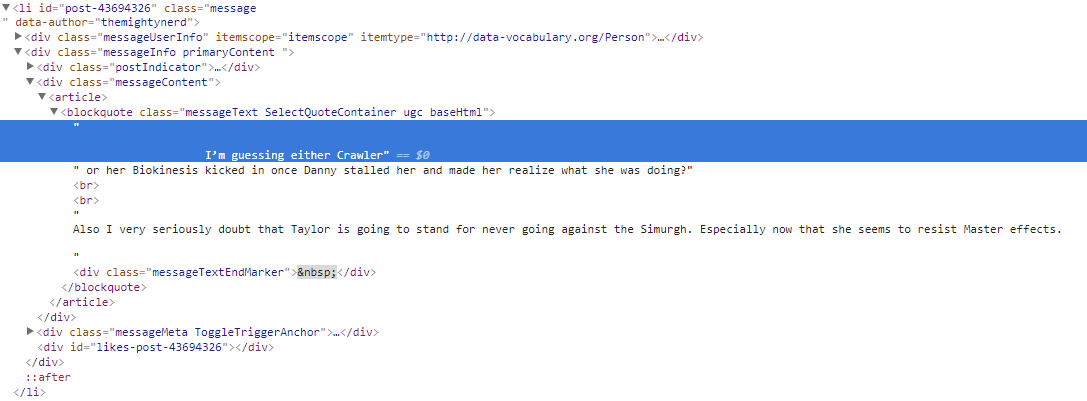 ▼<li id="post-43694326" class="message
" data-author="themightynerd">
▶<div class="messageUserInfo" itemscope="itemscope" itemtype="http://data-vocabulary.org/Person">…</div>
▼<div class="messageInfo primaryContent ">
▶<div class="postIndicator">…</div>
▼<div class="messageContent">
▼<article>
▼<blockquote class="messageText SelectQuoteContainer ugc baseHtml">
"
I’m guessing either Crawler" == $0
" or her Biokinesis kicked in once Danny stalled her and made her realize what she was doing?"
<br>
<br>
"
Also I very seriously doubt that Taylor is going to stand for never going against the Simurgh. Especially now that she seems to resist Master effects.
"
<div class="messageTextEndMarker">&nbsp;</div>
</blockquote>
</article>
</div>
▶<div class="messageMeta ToggleTriggerAnchor">…</div>
<div id="likes-post-43694326"></div>
</div>
::after
</li>